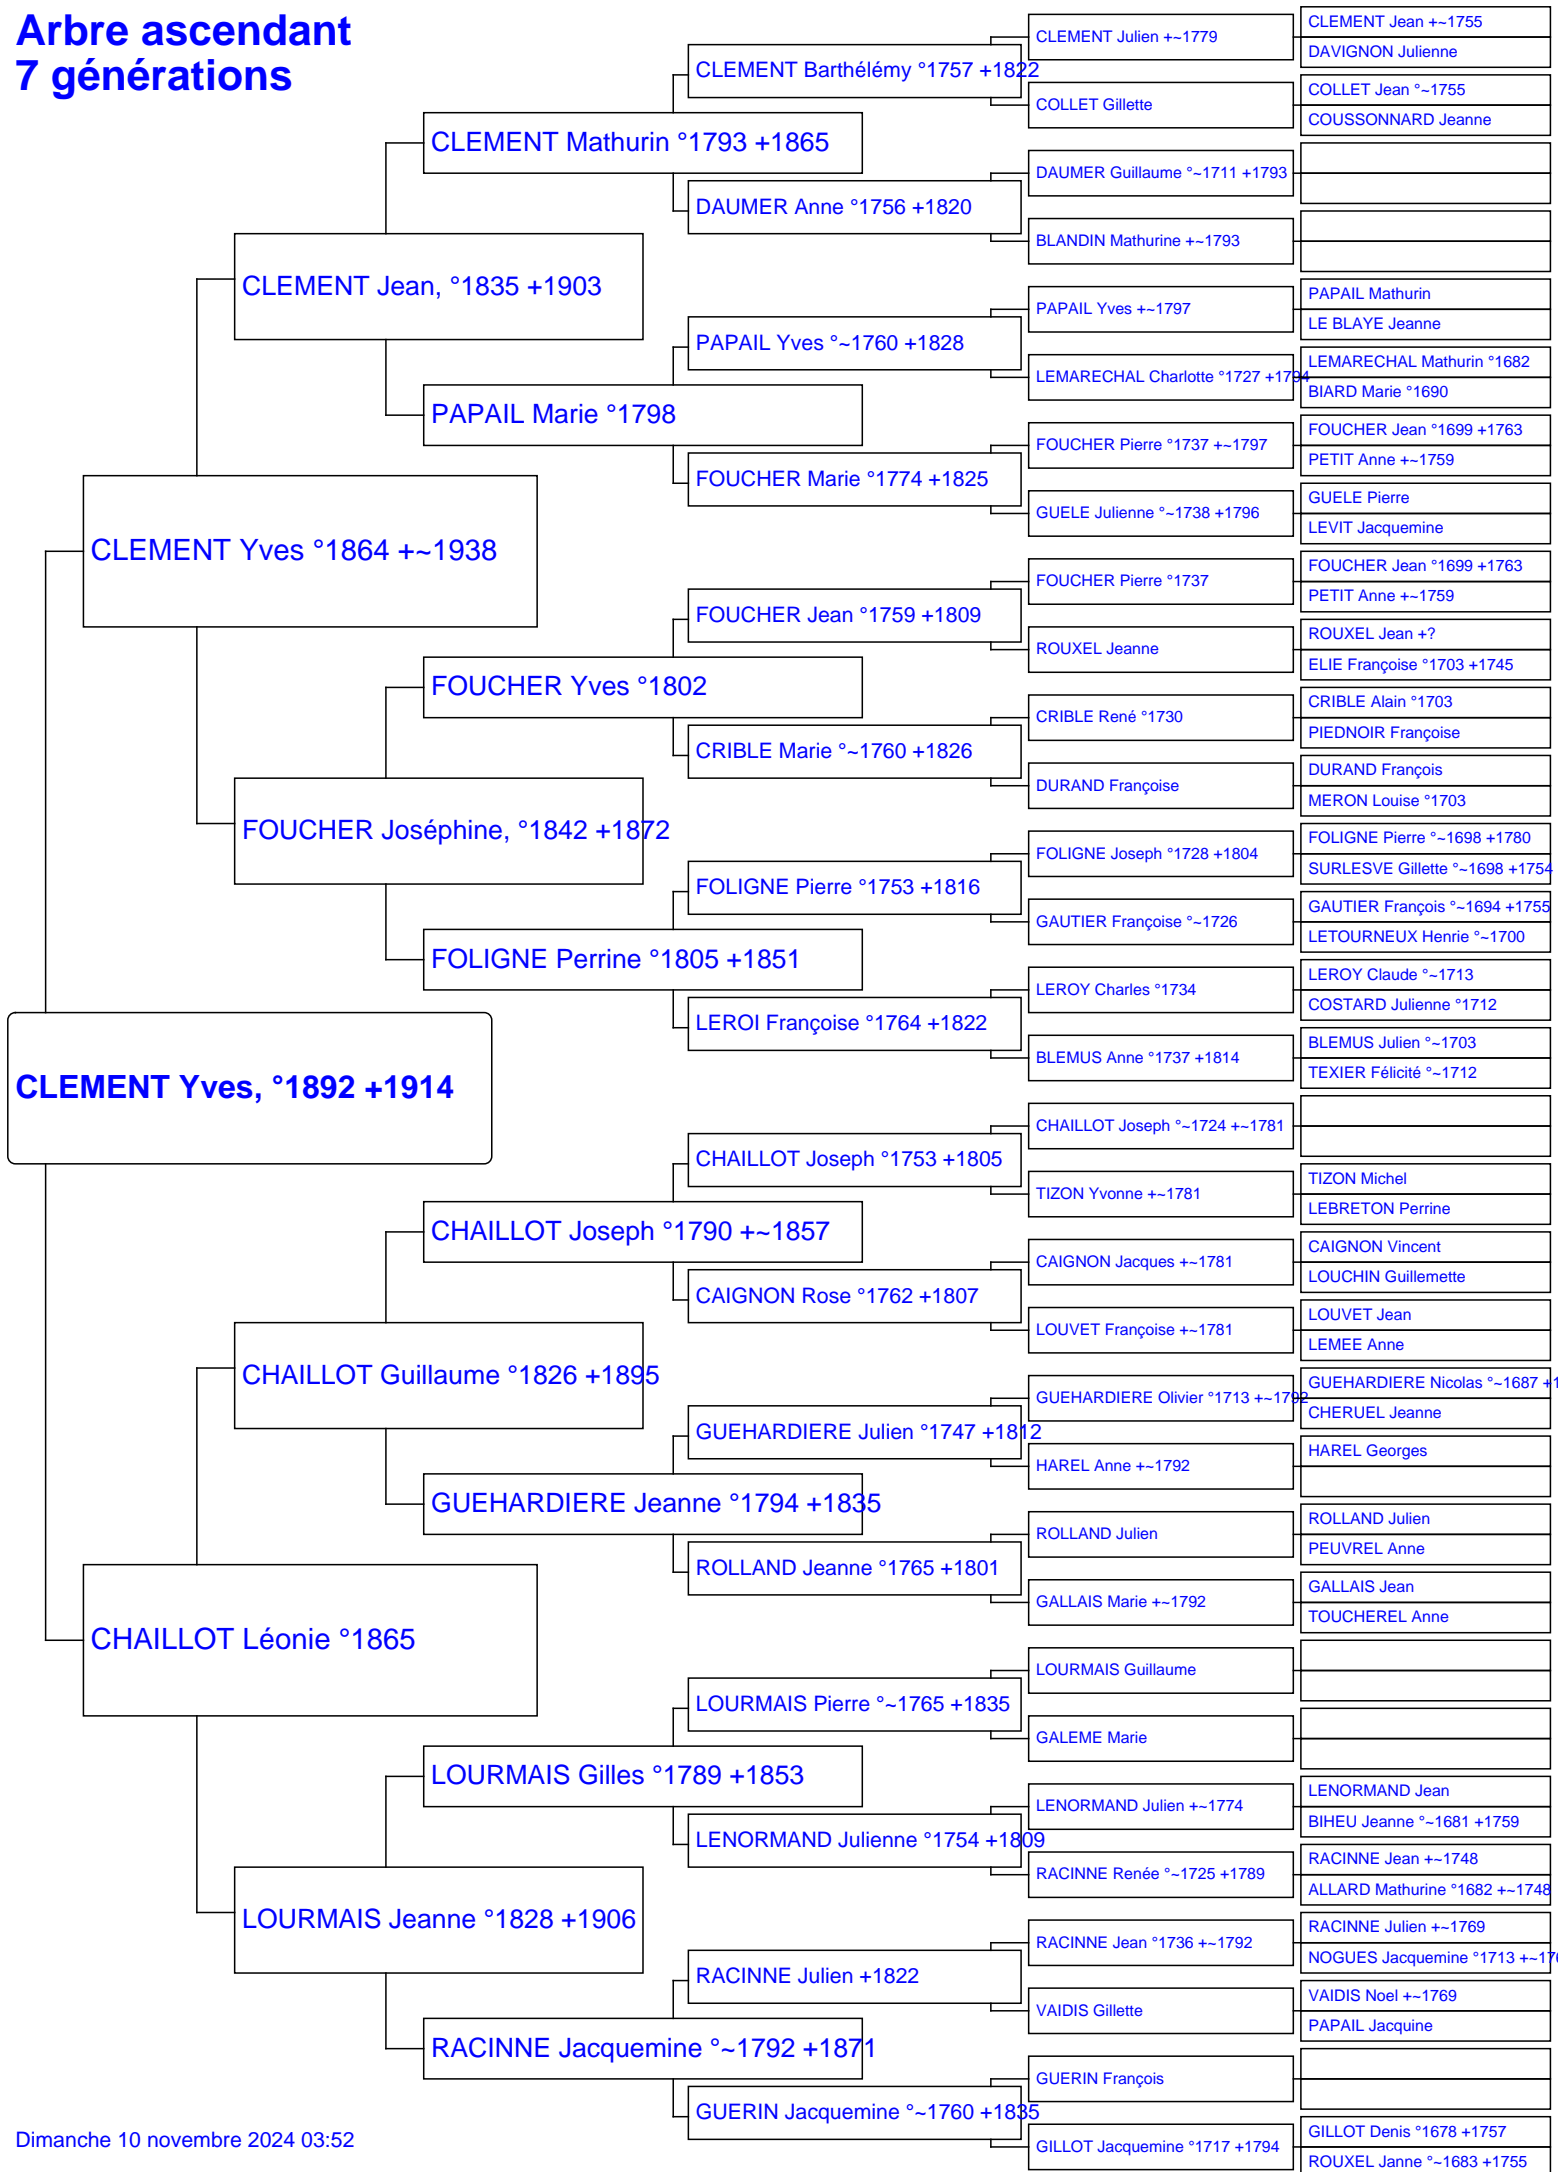 Arbre ascendant
7 générations
CLEMENT Yves, °1892 +1914
CLEMENT Yves °1864 +~1938
CHAILLOT Léonie °1865
CLEMENT Jean, °1835 +1903
FOUCHER Joséphine, °1842 +1872
CHAILLOT Guillaume °1826 +1895
LOURMAIS Jeanne °1828 +1906
CLEMENT Mathurin °1793 +1865
PAPAIL Marie °1798
FOUCHER Yves °1802
FOLIGNE Perrine °1805 +1851
CHAILLOT Joseph °1790 +~1857
GUEHARDIERE Jeanne °1794 +1835
LOURMAIS Gilles °1789 +1853
RACINNE Jacquemine °~1792 +1871
CLEMENT Barthélémy °1757 +1822
DAUMER Anne °1756 +1820
PAPAIL Yves °~1760 +1828
FOUCHER Marie °1774 +1825
FOUCHER Jean °1759 +1809
CRIBLE Marie °~1760 +1826
FOLIGNE Pierre °1753 +1816
LEROI Françoise °1764 +1822
CHAILLOT Joseph °1753 +1805
CAIGNON Rose °1762 +1807
GUEHARDIERE Julien °1747 +1812
ROLLAND Jeanne °1765 +1801
LOURMAIS Pierre °~1765 +1835
LENORMAND Julienne °1754 +1809
RACINNE Julien +1822
GUERIN Jacquemine °~1760 +1835
CLEMENT Julien +~1779
COLLET Gillette
DAUMER Guillaume °~1711 +1793
BLANDIN Mathurine +~1793
PAPAIL Yves +~1797
LEMARECHAL Charlotte °1727 +1794
FOUCHER Pierre °1737 +~1797
GUELE Julienne °~1738 +1796
FOUCHER Pierre °1737
ROUXEL Jeanne
CRIBLE René °1730
DURAND Françoise
FOLIGNE Joseph °1728 +1804
GAUTIER Françoise °~1726
LEROY Charles °1734
BLEMUS Anne °1737 +1814
CHAILLOT Joseph °~1724 +~1781
TIZON Yvonne +~1781
CAIGNON Jacques +~1781
LOUVET Françoise +~1781
GUEHARDIERE Olivier °1713 +~1792
HAREL Anne +~1792
ROLLAND Julien
GALLAIS Marie +~1792
LOURMAIS Guillaume
GALEME Marie
LENORMAND Julien +~1774
RACINNE Renée °~1725 +1789
RACINNE Jean °1736 +~1792
VAIDIS Gillette
GUERIN François
GILLOT Jacquemine °1717 +1794
CLEMENT Jean +~1755
DAVIGNON Julienne
COLLET Jean °~1755
COUSSONNARD Jeanne
PAPAIL Mathurin
LE BLAYE Jeanne
LEMARECHAL Mathurin °1682
BIARD Marie °1690
FOUCHER Jean °1699 +1763
PETIT Anne +~1759
GUELE Pierre
LEVIT Jacquemine
FOUCHER Jean °1699 +1763
PETIT Anne +~1759
ROUXEL Jean +?
ELIE Françoise °1703 +1745
CRIBLE Alain °1703
PIEDNOIR Françoise
DURAND François
MERON Louise °1703
FOLIGNE Pierre °~1698 +1780
SURLESVE Gillette °~1698 +1754
GAUTIER François °~1694 +1755
LETOURNEUX Henrie °~1700
LEROY Claude °~1713
COSTARD Julienne °1712
BLEMUS Julien °~1703
TEXIER Félicité °~1712
TIZON Michel
LEBRETON Perrine
CAIGNON Vincent
LOUCHIN Guillemette
LOUVET Jean
LEMEE Anne
GUEHARDIERE Nicolas °~1687 +1
CHERUEL Jeanne
HAREL Georges
ROLLAND Julien
PEUVREL Anne
GALLAIS Jean
TOUCHEREL Anne
LENORMAND Jean
BIHEU Jeanne °~1681 +1759
RACINNE Jean +~1748
ALLARD Mathurine °1682 +~1748
RACINNE Julien +~1769
NOGUES Jacquemine °1713 +~17
VAIDIS Noel +~1769
PAPAIL Jacquine
GILLOT Denis °1678 +1757
ROUXEL Janne °~1683 +1755
Dimanche 10 novembre 2024 03:52